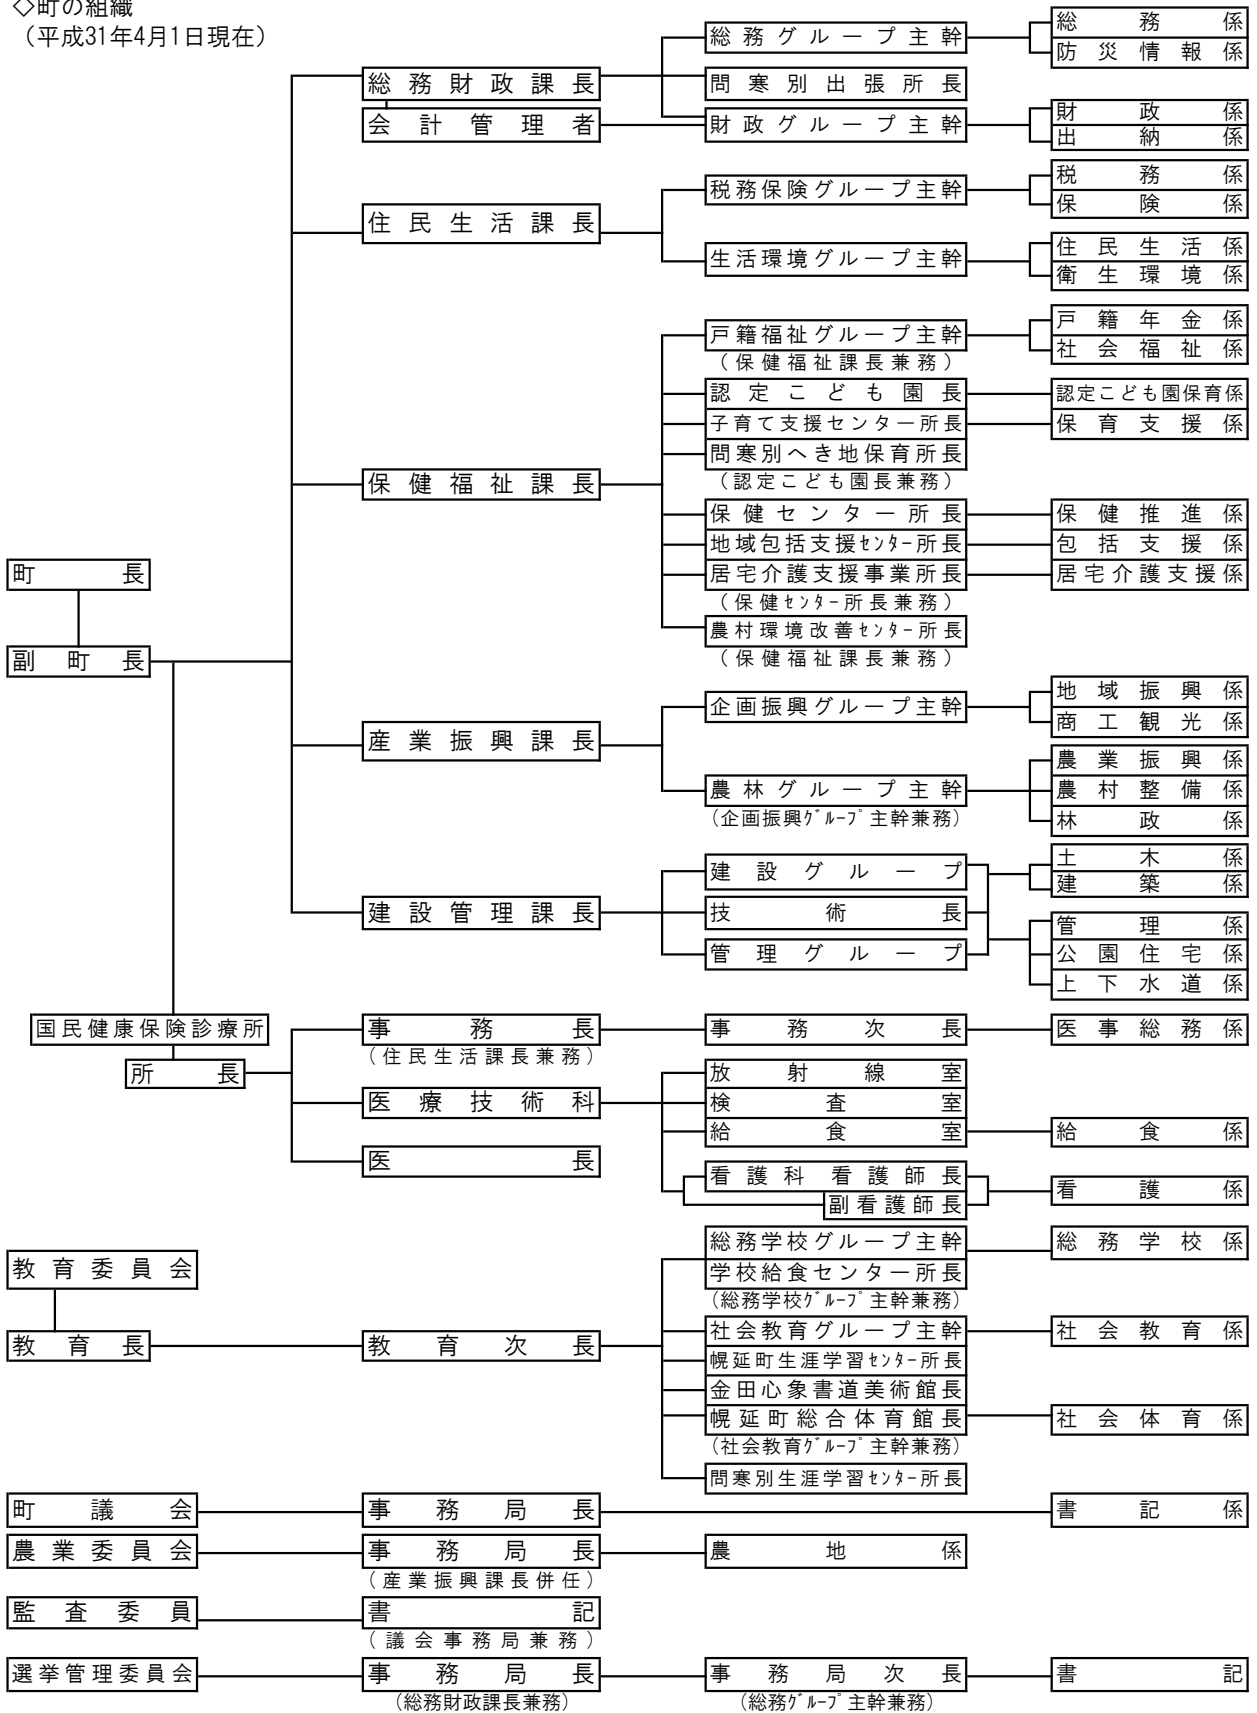 ◇町の組織
（平成31年4月1日現在）
総務グループ主幹
総務係
防災情報係
総務財政課長
問寒別出張所長
会計管理者
財政グループ主幹
財政係
出納係
税務保険グループ主幹
税務係
保険係
住民生活課長
生活環境グループ主幹
住民生活係
衛生環境係
戸籍福祉グループ主幹
（保健福祉課長兼務）
戸籍年金係
社会福祉係
認定こども園長
認定こども園保育係
子育て支援センター所長
保育支援係
問寒別へき地保育所長
（認定こども園長兼務）
保健福祉課長
保健センター所長
保健推進係
地域包括支援ｾﾝﾀｰ所長
包括支援係
居宅介護支援事業所長
居宅介護支援係
（保健ｾﾝﾀｰ所長兼務）
農村環境改善ｾﾝﾀｰ所長
（保健福祉課長兼務）
町長
副町長
企画振興グループ主幹
地域振興係
商工観光係
産業振興課長
農林グループ主幹
（企画振興ｸﾞﾙｰﾌﾟ主幹兼務）
農業振興係
農村整備係
林政係
建設グループ
土木係
建築係
建設管理課長
技術長
管理グループ
管理係
公園住宅係
上下水道係
国民健康保険診療所
所長
事務長
（住民生活課長兼務）
事務次長
医事総務係
医療技術科
放射線室
検査室
給食室
給食係
医長
看護科 看護師長
副看護師長
看護係
教育委員会
教育長
教育次長
総務学校グループ主幹
総務学校係
学校給食センター所長
（総務学校ｸﾞﾙｰﾌﾟ主幹兼務）
社会教育グループ主幹
社会教育係
幌延町生涯学習ｾﾝﾀｰ所長
金田心象書道美術館長
幌延町総合体育館長
社会体育係
（社会教育ｸﾞﾙｰﾌﾟ主幹兼務）
問寒別生涯学習ｾﾝﾀｰ所長
町議会
事務局長
書記係
農業委員会
事務局長
農地係
（産業振興課長併任）
監査委員
書記
（議会事務局兼務）
選挙管理委員会
事務局長
事務局次長
書記
（総務財政課長兼務）
（総務ｸﾞﾙｰﾌﾟ主幹兼務）